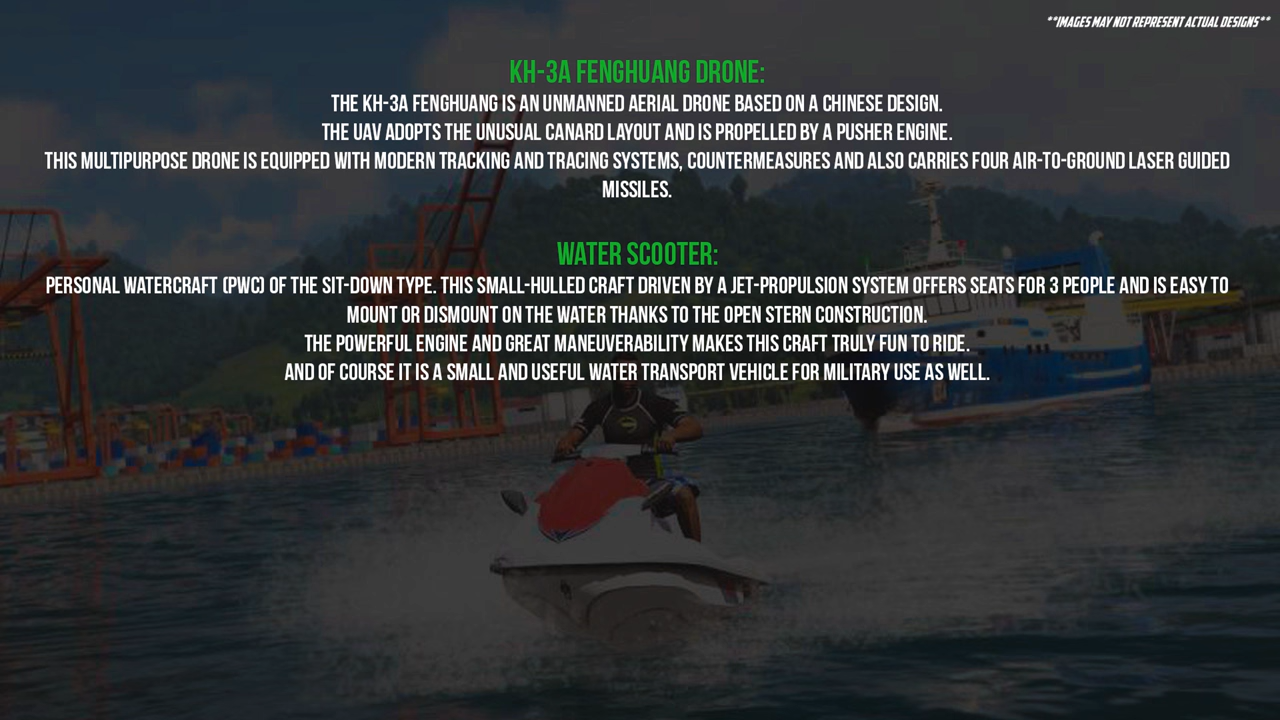 **IMAGES MAY NOT REPRESENT ACTUAL DESIGNS**
KH-3A FENGHUANG DRONE:
THE KH-3A FENGHUANG IS AN UNMANNED AERIAL DRONE BASED ON A CHINESE DESIGN.
THE UAV ADOPTS THE UNUSUAL CANARD LAYOUT AND IS PROPELLED BY A PUSHER ENGINE.
THIS MULTIPURPOSE DRONE IS EQUIPPED WITH MODERN TRACKING AND TRACING SYSTEMS, COUNTERMEASURES AND ALSO CARRIES FOUR AIR-TO-GROUND LASER GUIDED
MISSILES.
WATER SCOOTER:
PERSONAL WATERCRAFT (PWC) OF THE SIT-DOWN TYPE. THIS SMALL-HULLED CRAFT DRIVEN BY A JET-PROPULSION SYSTEM OFFERS SEATS FOR 3 PEOPLE AND IS EASY TO
MOUNT OR DISMOUNT ON THE WATER THANKS TO THE OPEN STERN CONSTRUCTION.
THE POWERFUL ENGINE AND GREAT MANEUVERABILITY MAKES THIS CRAFT TRULY FUN TO RIDE.
AND OF COURSE IT IS A SMALL AND USEFUL WATER TRANSPORT VEHICLE FOR MILITARY USE AS WELL.